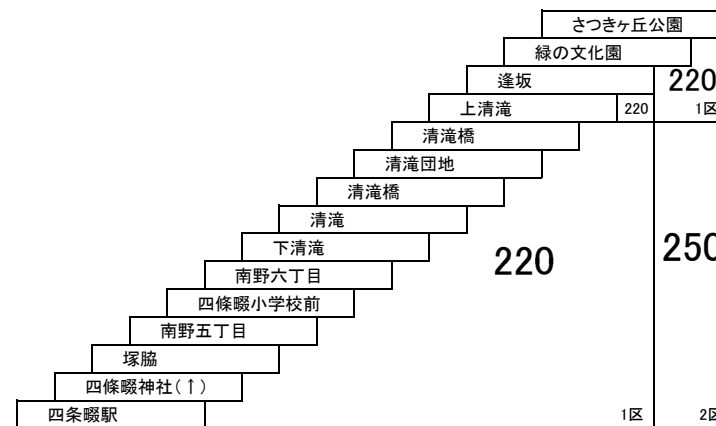 さつきヶ丘公園
緑の文化園
逢坂 220
上清滝 220 1区
清滝橋
清滝団地
清滝橋
清滝
下清滝 220 250
南野六丁目
四條畷小学校前
南野五丁目
塚脇
四條畷神社(↑)
四条畷駅 1区 2区